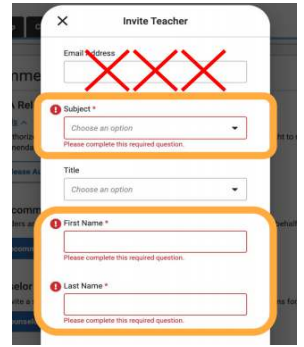 Invite Teacher
Email Address
Subject *
Choose an option
Please complete this required question.
Title
Choose an option
First Name *
Please complete this required question.
Last Name *
Please complete this required question.